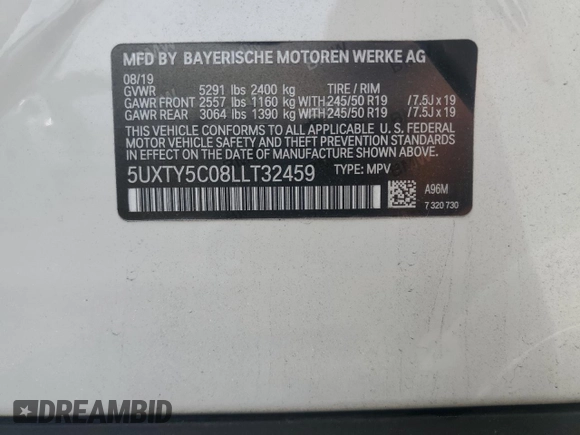 MFD BY BAYERISCHE MOTOREN WERKE AG
08/19
GVWR 5291 lbs 2400 kg TIRE / RIM
GAWR FRONT 2557 lbs 1160 kg WITH 245/50 R19 /7.5J x 19
GAWR REAR 3064 lbs 1390 kg WITH 245/50 R19 /7.5J x 19
THIS VEHICLE CONFORMS TO ALL APPLICABLE U. S. FEDERAL
MOTOR VEHICLE SAFETY AND THEFT PREVENTION STANDARDS
IN EFFECT ON THE DATE OF MANUFACTURE SHOWN ABOVE.
5UXTY5C08LLT32459 TYPE: MPV
A96M
7 320 730
DREAMBID